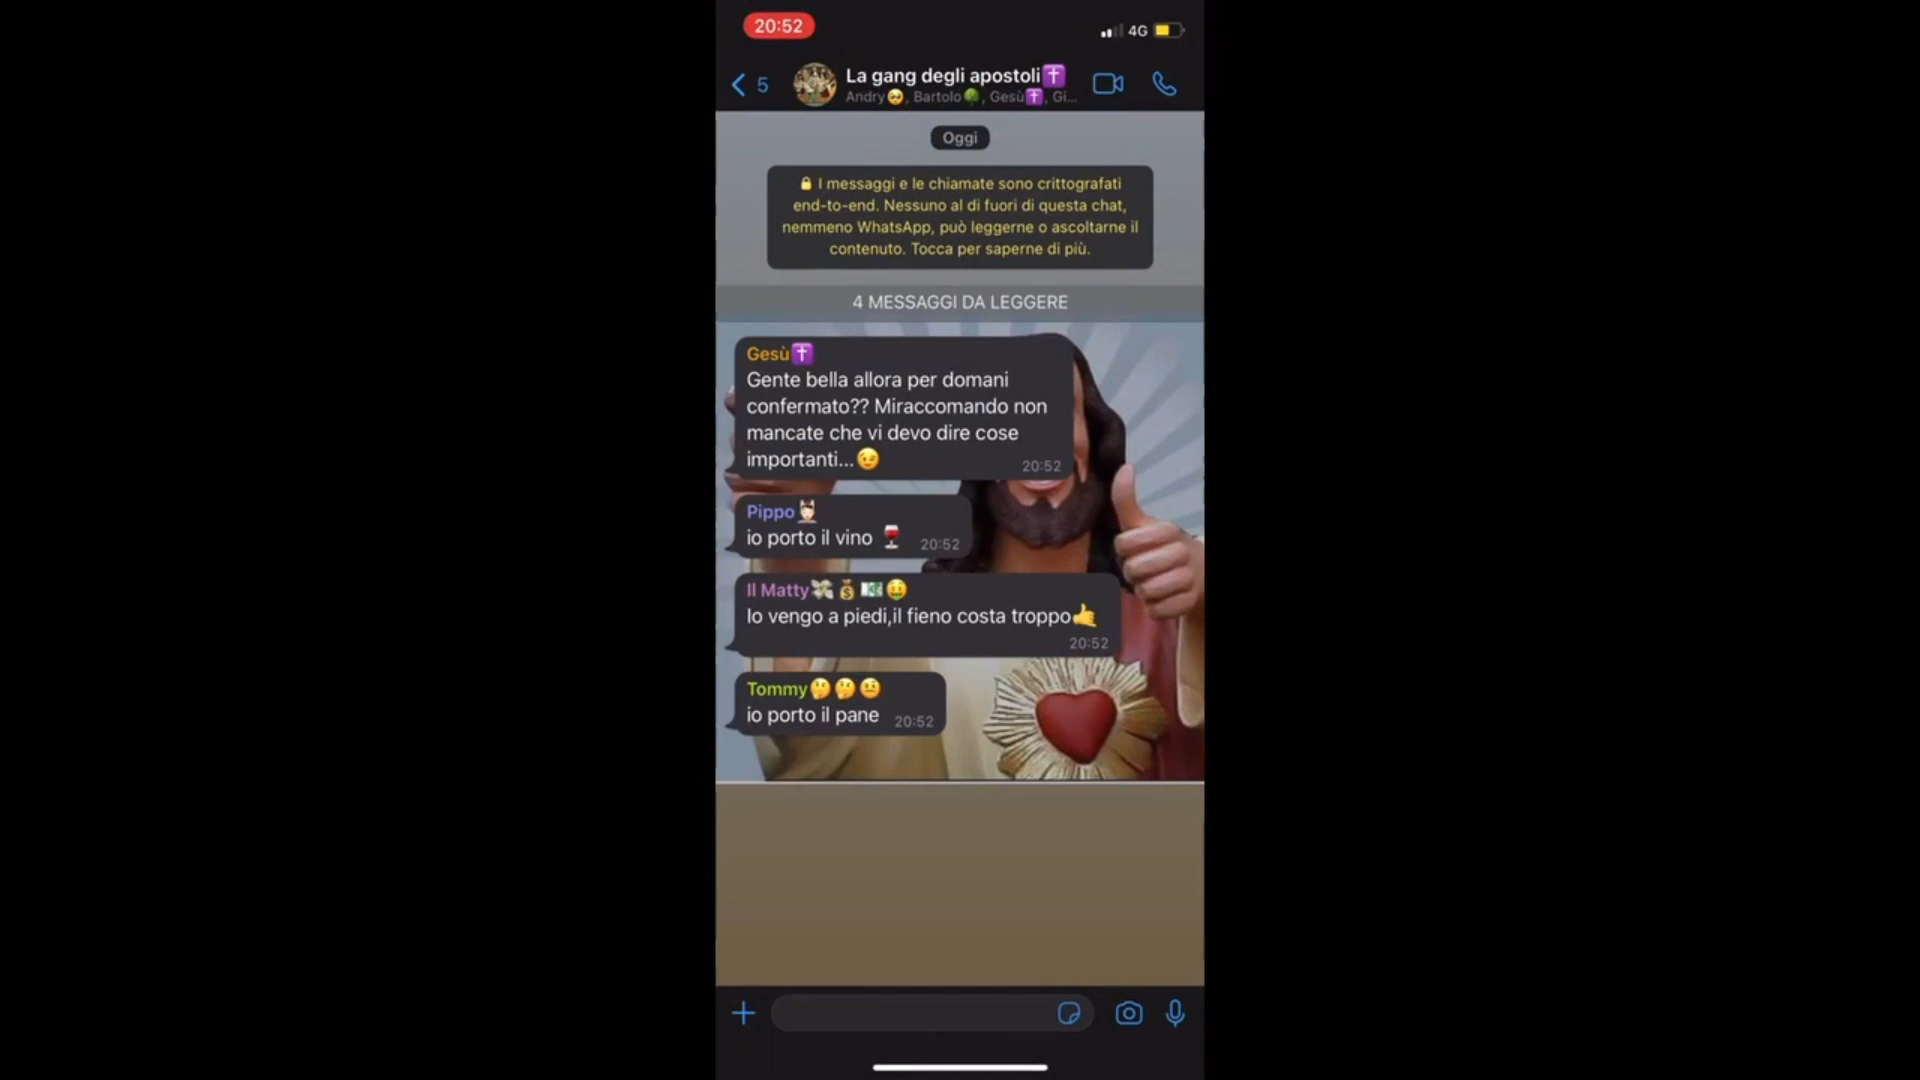 20:52
4G
5
La gang degli apostoli✝️
Andry🥺, Bartolo🌳, Gesù✝️, Gi...
Oggi
🔒 I messaggi e le chiamate sono crittografati
end-to-end. Nessuno al di fuori di questa chat,
nemmeno WhatsApp, può leggerne o ascoltarne il
contenuto. Tocca per saperne di più.
4 MESSAGGI DA LEGGERE
Gesù✝️
Gente bella allora per domani
confermato?? Miraccomando non
mancate che vi devo dire cose
importanti...😉
20:52
Pippo💆🏻
io porto il vino 🍷 20:52
Il Matty💸💰💵🤑
Io vengo a piedi,il fieno costa troppo🤙
20:52
Tommy🤔🤔🤨
io porto il pane 20:52